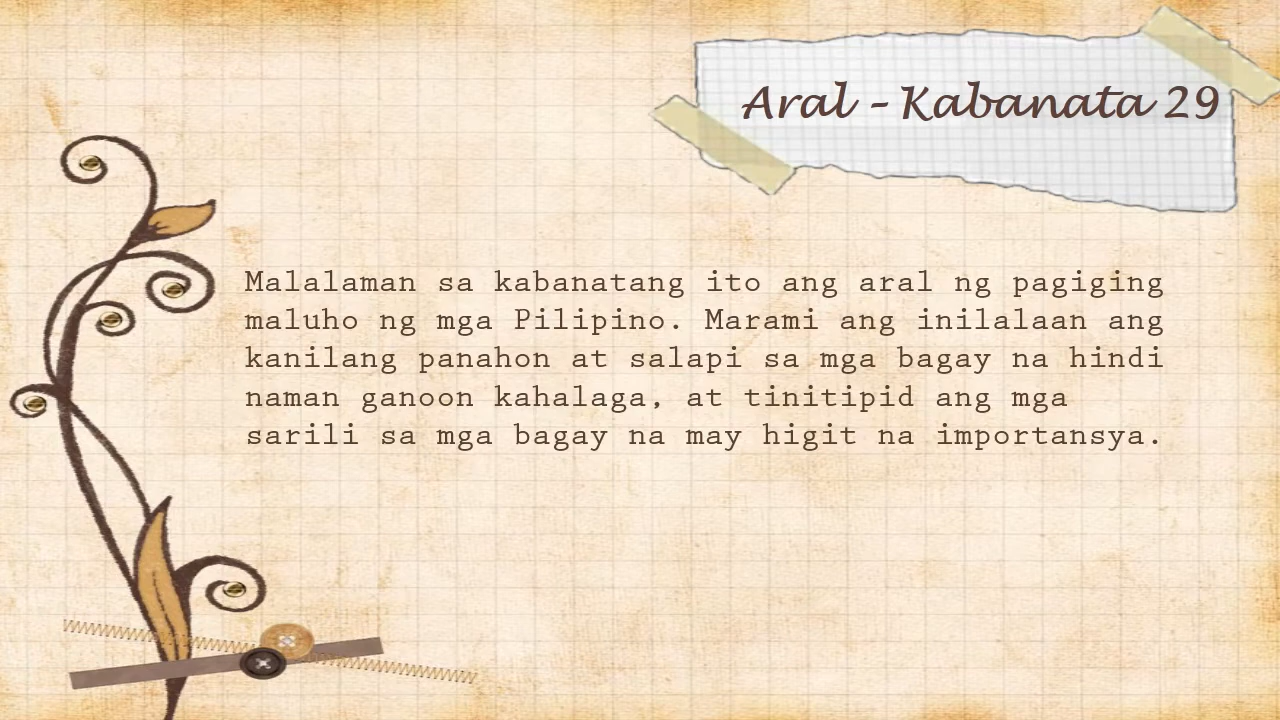 Aral – Kabanata 29
Malalaman sa kabanatang ito ang aral ng pagiging
maluho ng mga Pilipino. Marami ang inilalaan ang
kanilang panahon at salapi sa mga bagay na hindi
naman ganoon kahalaga, at tinitipid ang mga
sarili sa mga bagay na may higit na importansya.